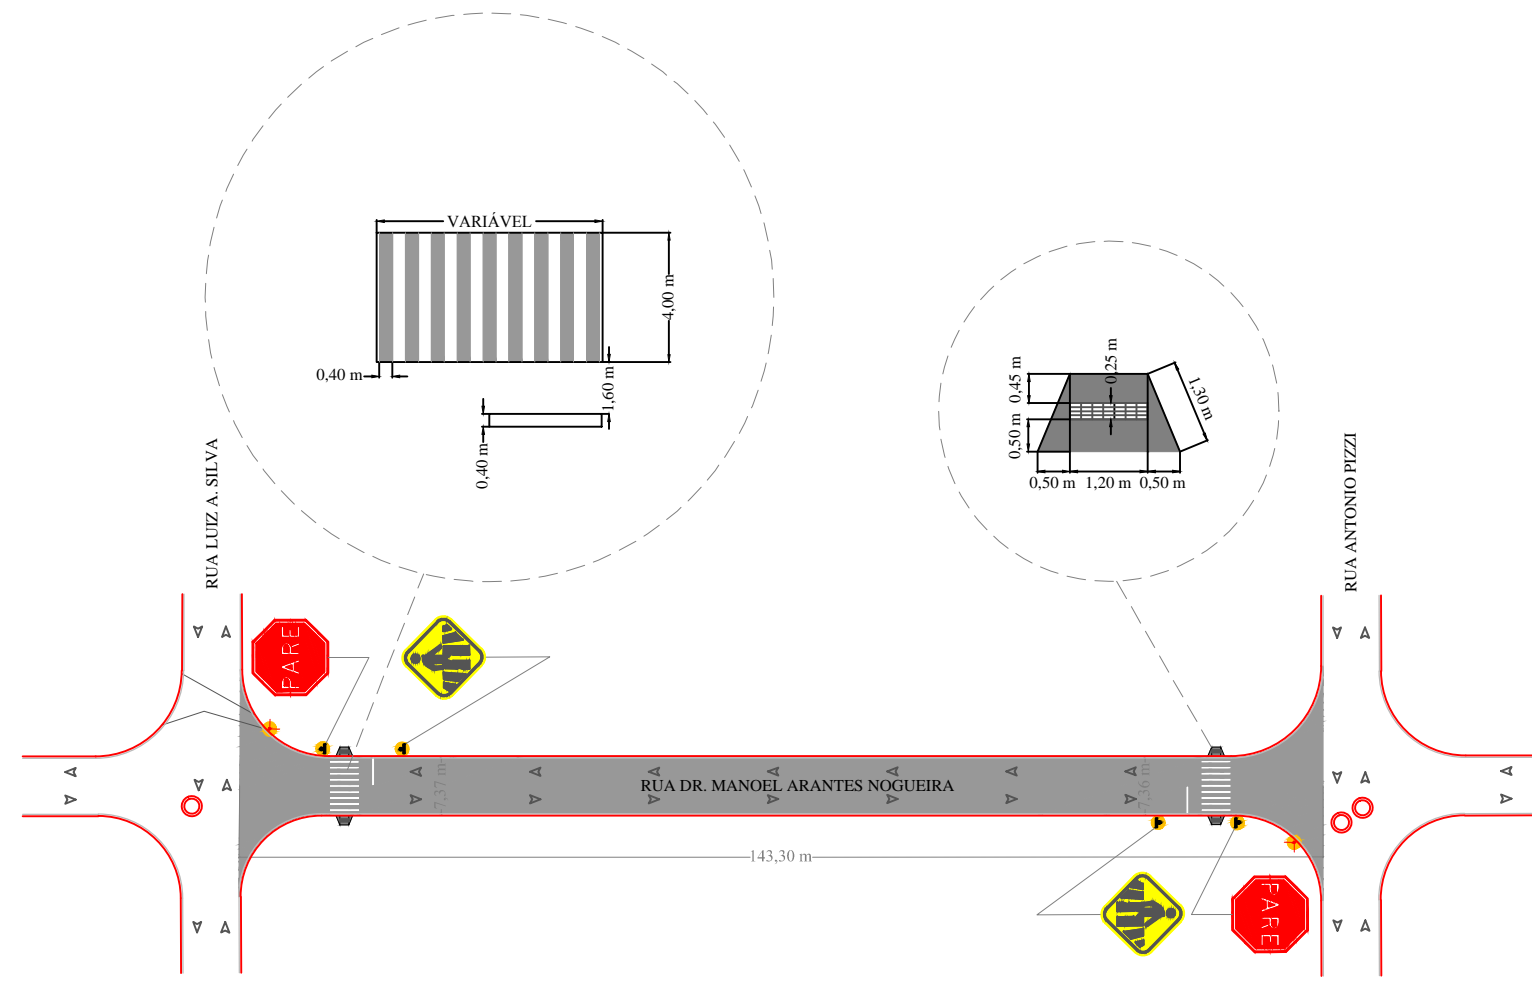 VARIÁVEL
4,00 m
0,40 m
1,60 m
0,40 m
0,25 m
0,45 m
0,50 m
1,30 m
0,50 m
1,20 m
0,50 m
RUA LUIZ A. SILVA
RUA ANTONIO PIZZI
PARE
7,37 m
RUA DR. MANOEL ARANTES NOGUEIRA
7,36 m
143,30 m
PARE